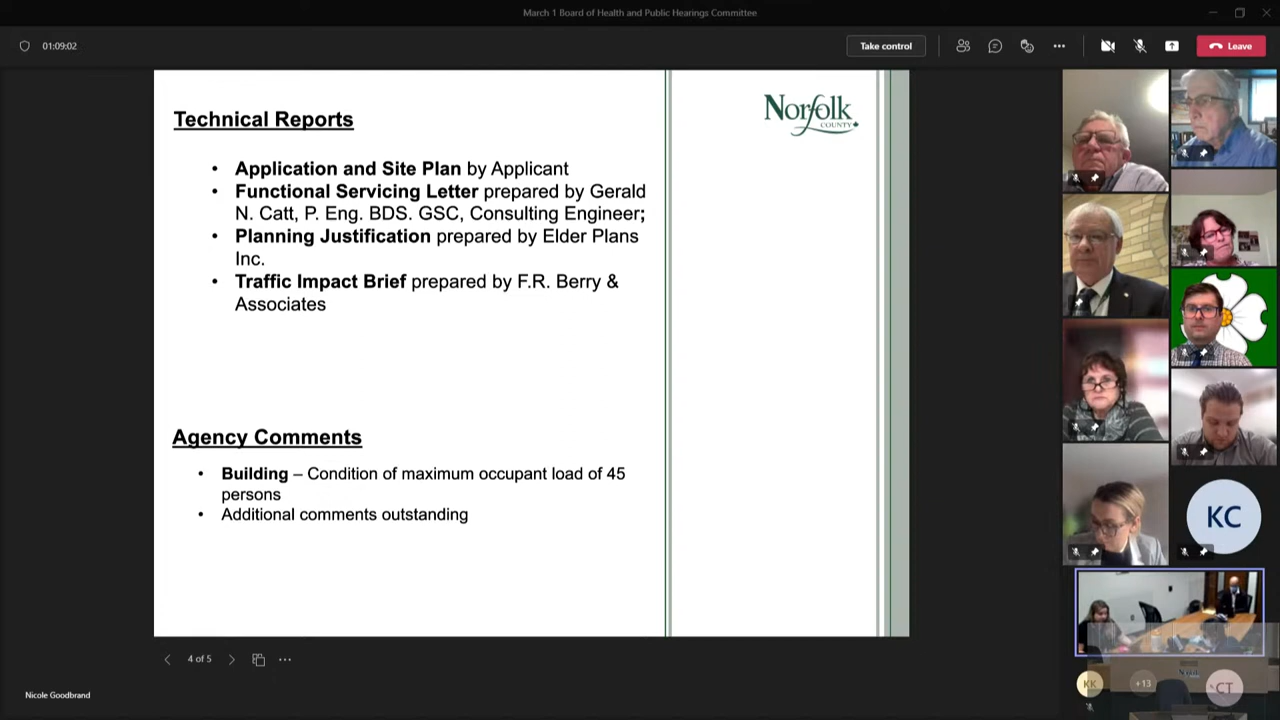 March 1 Board of Health and Public Hearings Committee
01:09:02
Take control
Leave
Technical Reports
Norfolk
COUNTY
• Application and Site Plan by Applicant
• Functional Servicing Letter prepared by Gerald
N. Catt, P. Eng. BDS. GSC, Consulting Engineer;
• Planning Justification prepared by Elder Plans
Inc.
• Traffic Impact Brief prepared by F.R. Berry &
Associates
Agency Comments
• Building – Condition of maximum occupant load of 45
persons
• Additional comments outstanding
KC
4 of 5
KK
+13
CT
Nicole Goodbrand